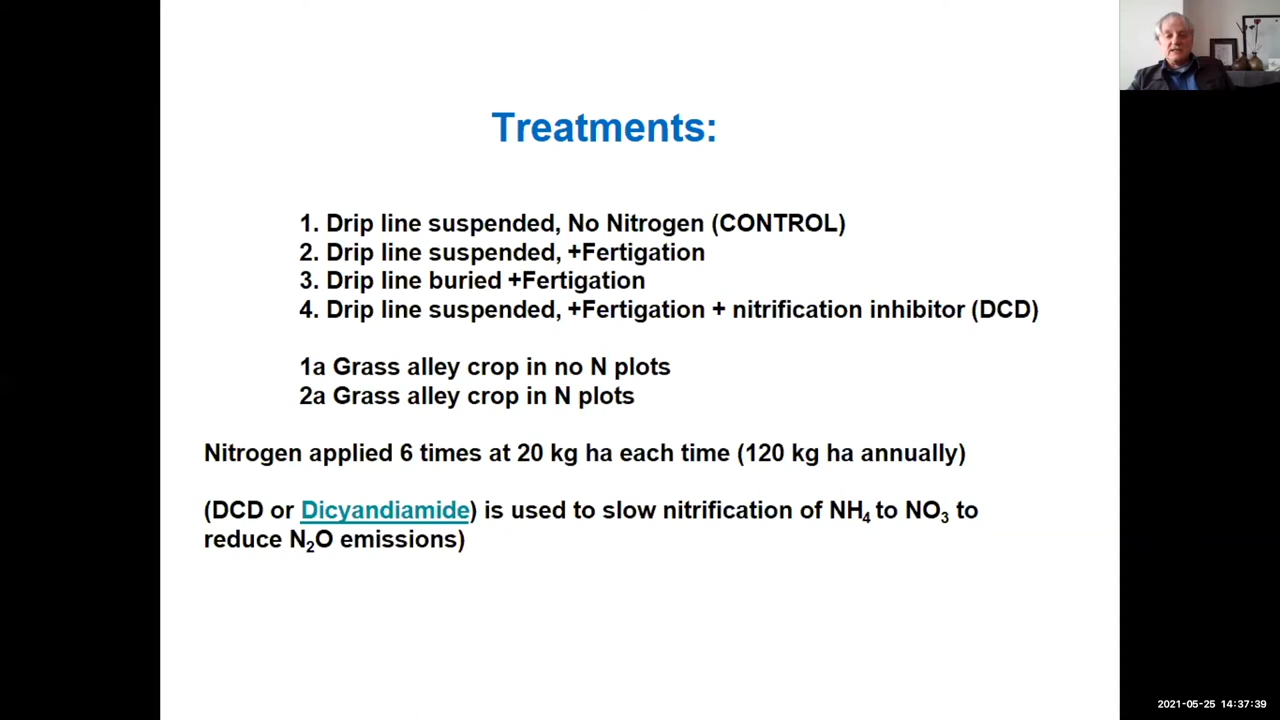 Treatments:
1. Drip line suspended, No Nitrogen (CONTROL)
2. Drip line suspended, +Fertigation
3. Drip line buried +Fertigation
4. Drip line suspended, +Fertigation + nitrification inhibitor (DCD)
1a Grass alley crop in no N plots
2a Grass alley crop in N plots
Nitrogen applied 6 times at 20 kg ha each time (120 kg ha annually)
(DCD or Dicyandiamide) is used to slow nitrification of NH4 to NO3 to
reduce N2O emissions)
2021-05-25 14:37:39